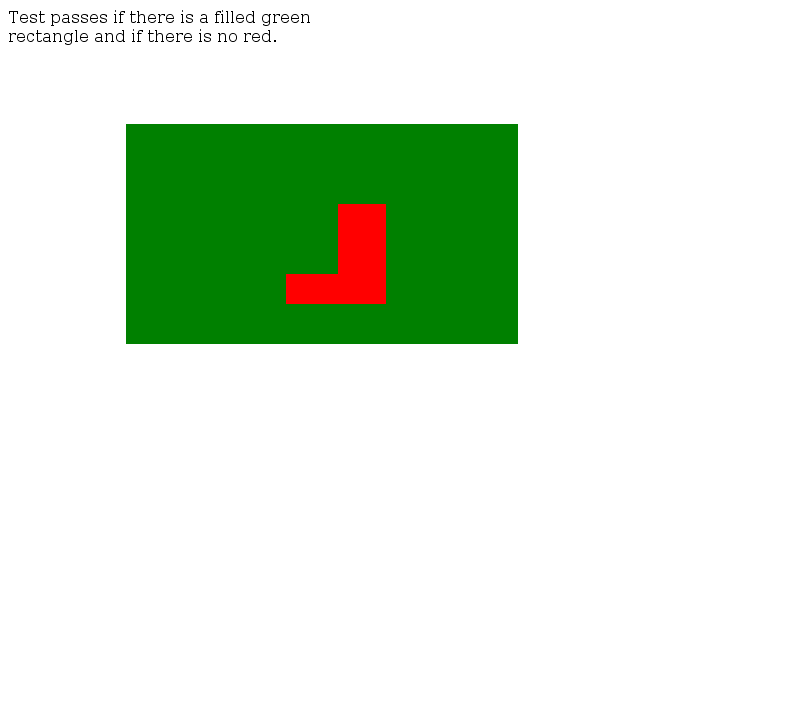 Test passes if there is a filled green
rectangle and if there is no red.